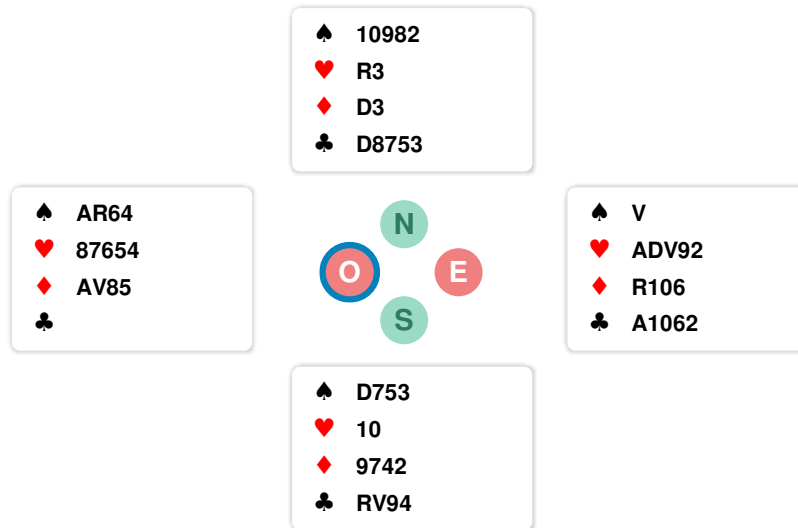 ♠ 10982
♥ R3
♦ D3
♣ D8753
♠ AR64
♥ 87654
♦ AV85
♣
N
O E
S
♠ V
♥ ADV92
♦ R106
♣ A1062
♠ D753
♥ 10
♦ 9742
♣ RV94